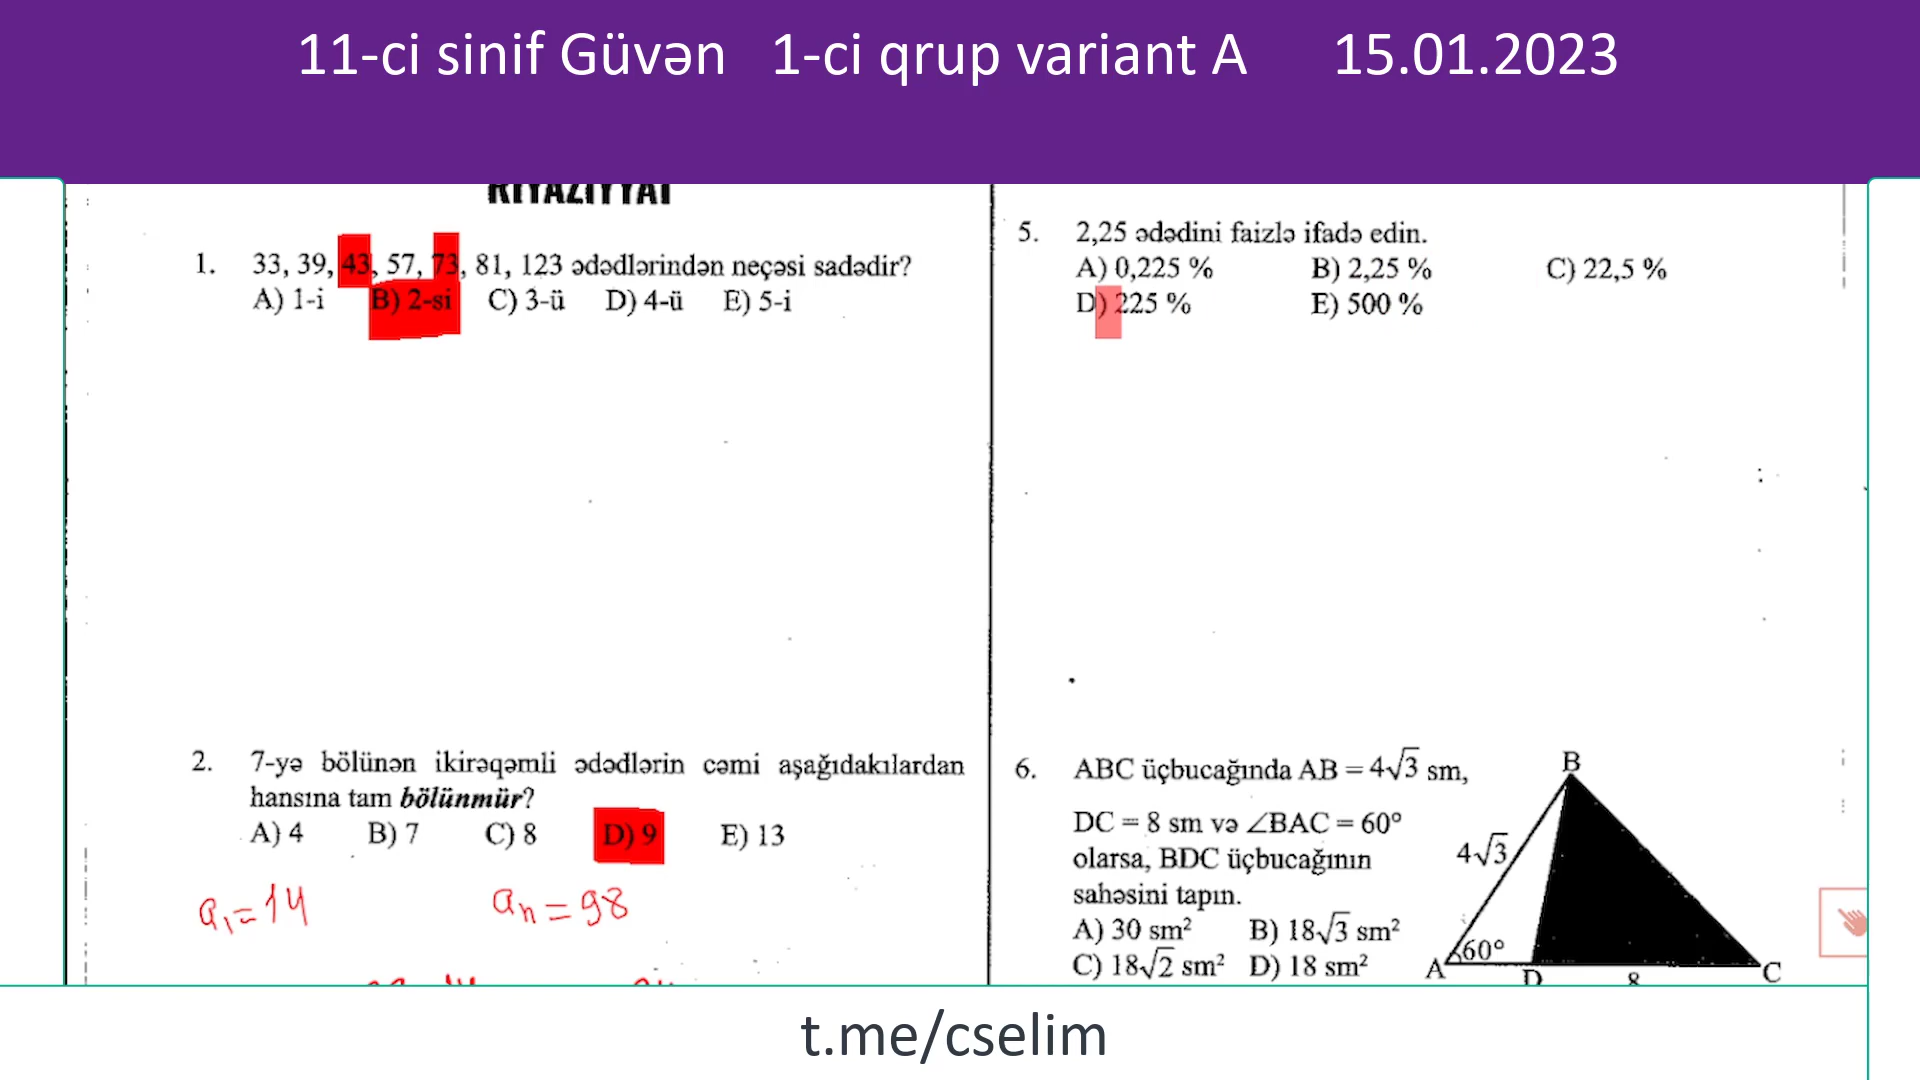 11-ci sinif Güvən 1-ci qrup variant A 15.01.2023
RİYAZİYYAT
1. 33, 39, 43, 57, 73, 81, 123 ədədlərindən neçəsi sadədir?
A) 1-i B) 2-si C) 3-ü D) 4-ü E) 5-i
2. 7-yə bölünən ikirəqəmli ədədlərin cəmi aşağıdakılardan
hansına tam bölünmür?
A) 4 B) 7 C) 8 D) 9 E) 13
a₁=14 aₙ=98
5. 2,25 ədədini faizlə ifadə edin.
A) 0,225 % B) 2,25 % C) 22,5 %
D) 225 % E) 500 %
6. ABC üçbucağında AB = 4√3 sm,
DC = 8 sm və ∠BAC = 60°
olarsa, BDC üçbucağının
sahəsini tapın.
A) 30 sm² B) 18√3 sm²
C) 18√2 sm² D) 18 sm²
B
4√3
60°
A D 8 C
t.me/cselim